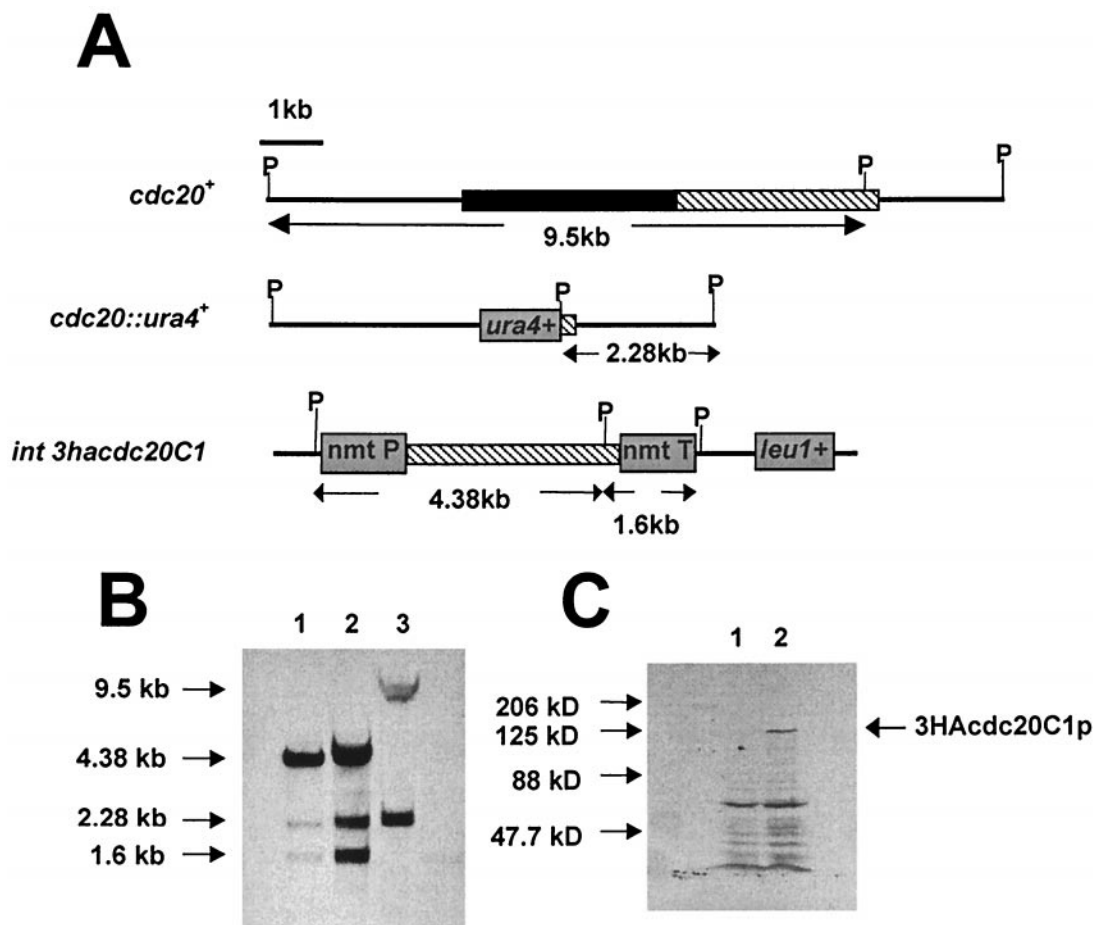 A
1kb
P
P
P
cdc20+
9.5kb
P
P
P
cdc20::ura4+
ura4+
2.28kb
P
P
P
int 3hacdc20C1
nmt P
nmt T
leu1+
4.38kb
1.6kb
B
1 2 3
9.5 kb
4.38 kb
2.28 kb
1.6 kb
C
1 2
206 kD
125 kD
88 kD
47.7 kD
3HAcdc20C1p